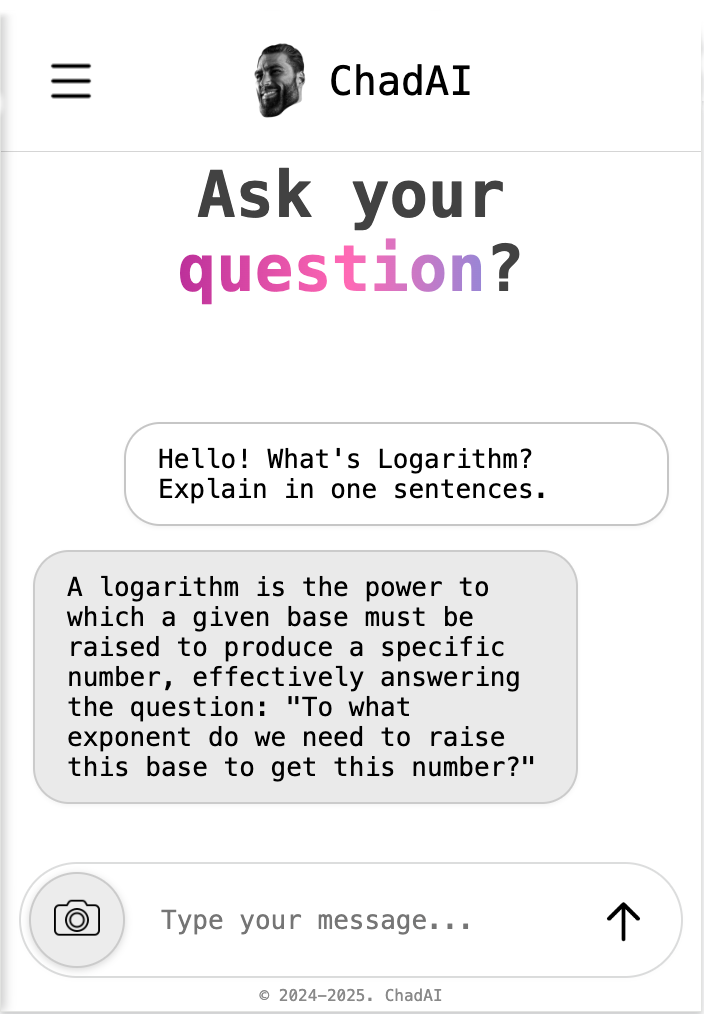 ChadAI
Ask your
question?
Hello! What's Logarithm?
Explain in one sentences.
A logarithm is the power to
which a given base must be
raised to produce a specific
number, effectively answering
the question: "To what
exponent do we need to raise
this base to get this number?"
Type your message...
© 2024–2025. ChadAI